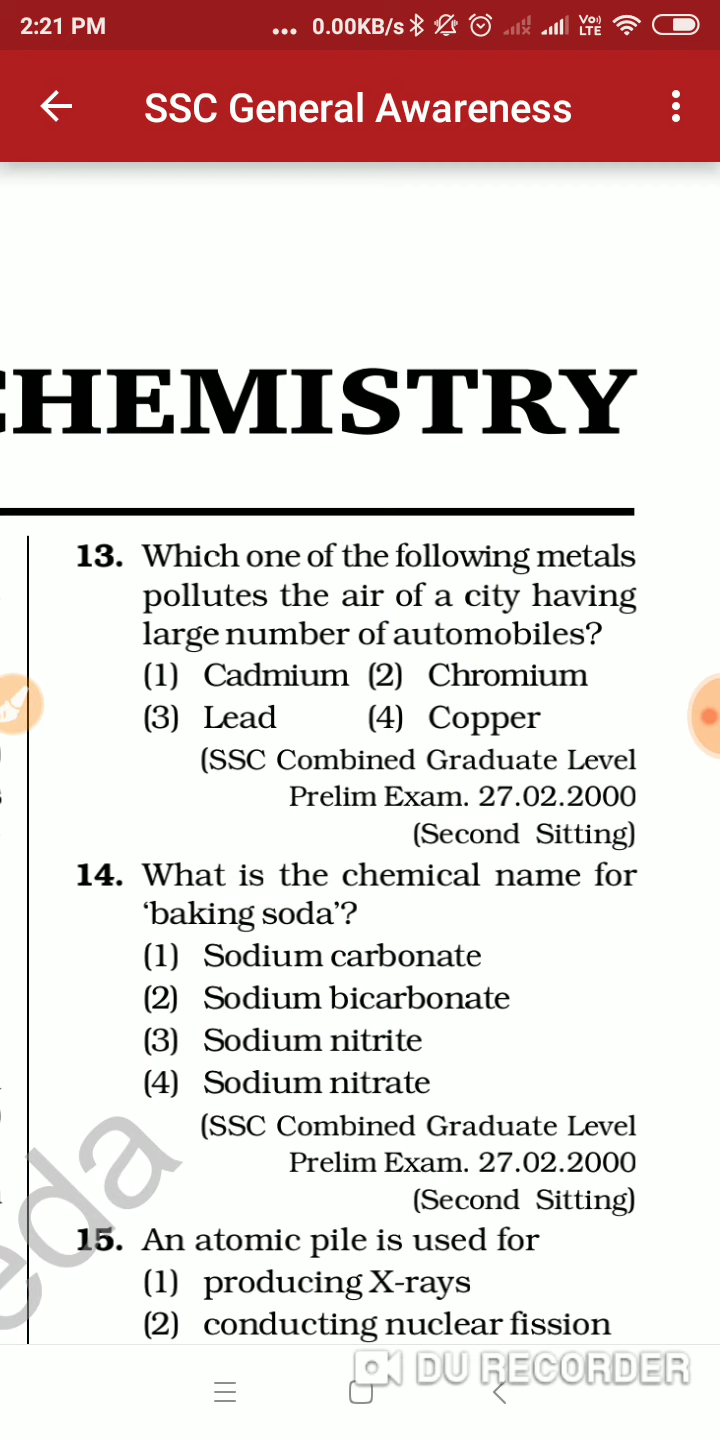 2:21 PM ... 0.00KB/s Vo)) LTE
SSC General Awareness
CHEMISTRY
13. Which one of the following metals
pollutes the air of a city having
large number of automobiles?
(1) Cadmium (2) Chromium
(3) Lead (4) Copper
(SSC Combined Graduate Level
Prelim Exam. 27.02.2000
(Second Sitting)
14. What is the chemical name for
‘baking soda’?
(1) Sodium carbonate
(2) Sodium bicarbonate
(3) Sodium nitrite
(4) Sodium nitrate
(SSC Combined Graduate Level
Prelim Exam. 27.02.2000
(Second Sitting)
15. An atomic pile is used for
(1) producing X-rays
(2) conducting nuclear fission
eda
DU RECORDER